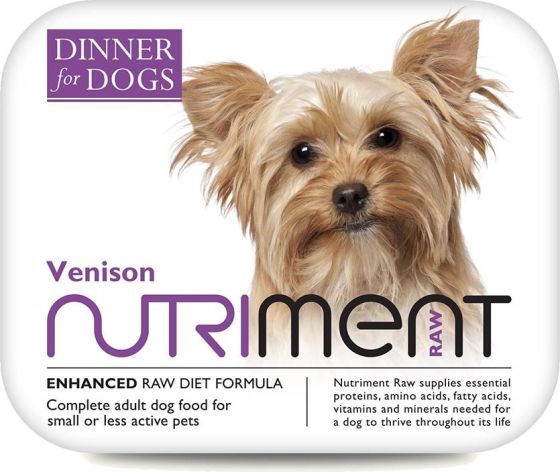 DINNER
for DOGS
Venison
NUTRIMENT
RAW
ENHANCED RAW DIET FORMULA
Complete adult dog food for
small or less active pets
Nutriment Raw supplies essential
proteins, amino acids, fatty acids,
vitamins and minerals needed for
a dog to thrive throughout its life